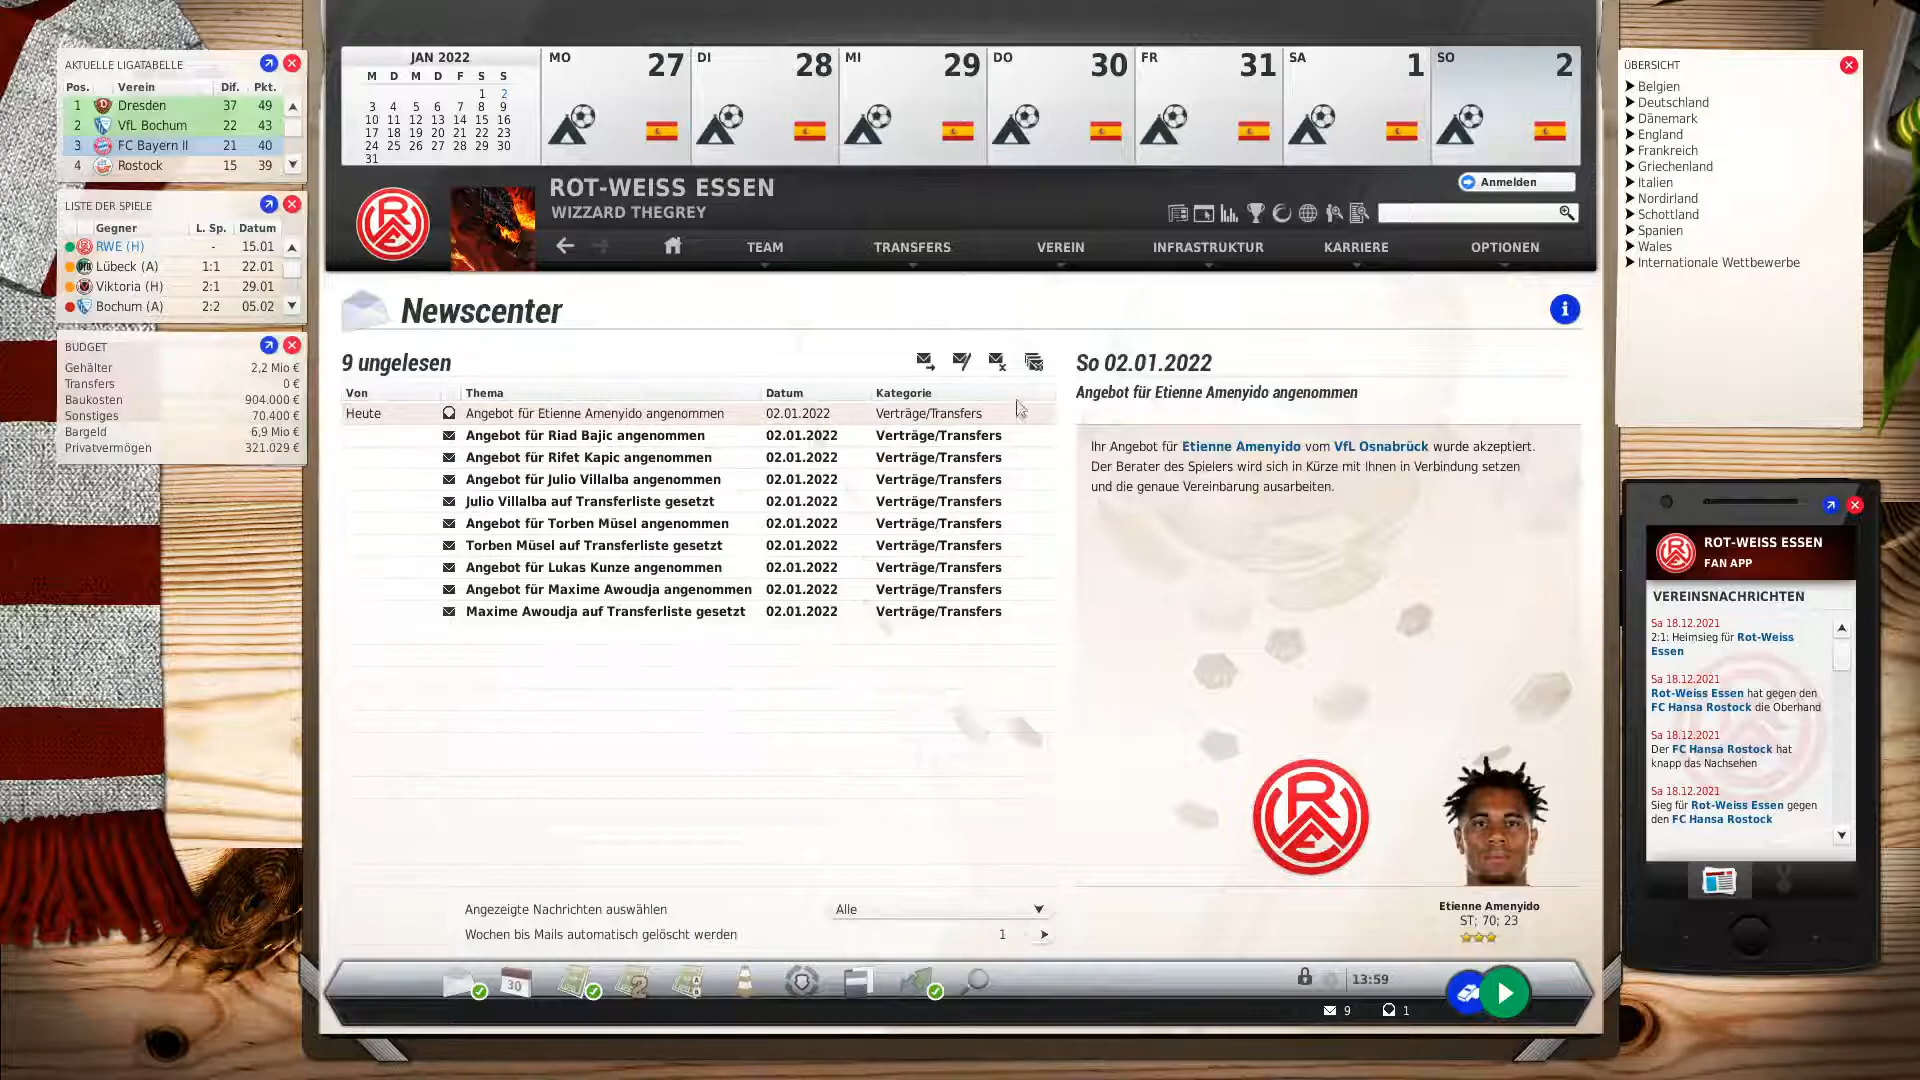 AKTUELLE LIGATABELLE
Pos. Verein Dif. Pkt.
1 Dresden 37 49
2 VfL Bochum 22 43
3 FC Bayern II 21 40
4 Rostock 15 39
LISTE DER SPIELE
Gegner L. Sp. Datum
RWE (H) - 15.01
Lübeck (A) 1:1 22.01
Viktoria (H) 2:1 29.01
Bochum (A) 2:2 05.02
BUDGET
Gehälter 2,2 Mio €
Transfers 0 €
Baukosten 904.000 €
Sonstiges 70.400 €
Bargeld 6,9 Mio €
Privatvermögen 321.029 €
JAN 2022
M D M D F S S
1 2
3 4 5 6 7 8 9
10 11 12 13 14 15 16
17 18 19 20 21 22 23
24 25 26 27 28 29 30
31
MO 27 DI 28 MI 29 DO 30 FR 31 SA 1 SO 2
ROT-WEISS ESSEN
WIZZARD THEGREY
Anmelden
TEAM TRANSFERS VEREIN INFRASTRUKTUR KARRIERE OPTIONEN
Newscenter
9 ungelesen
Von Thema Datum Kategorie
Heute Angebot für Etienne Amenyido angenommen 02.01.2022 Verträge/Transfers
Angebot für Riad Bajic angenommen 02.01.2022 Verträge/Transfers
Angebot für Rifet Kapic angenommen 02.01.2022 Verträge/Transfers
Angebot für Julio Villalba angenommen 02.01.2022 Verträge/Transfers
Julio Villalba auf Transferliste gesetzt 02.01.2022 Verträge/Transfers
Angebot für Torben Müsel angenommen 02.01.2022 Verträge/Transfers
Torben Müsel auf Transferliste gesetzt 02.01.2022 Verträge/Transfers
Angebot für Lukas Kunze angenommen 02.01.2022 Verträge/Transfers
Angebot für Maxime Awoudja angenommen 02.01.2022 Verträge/Transfers
Maxime Awoudja auf Transferliste gesetzt 02.01.2022 Verträge/Transfers
Angezeigte Nachrichten auswählen Alle
Wochen bis Mails automatisch gelöscht werden 1
So 02.01.2022
Angebot für Etienne Amenyido angenommen
Ihr Angebot für Etienne Amenyido vom VfL Osnabrück wurde akzeptiert.
Der Berater des Spielers wird sich in Kürze mit Ihnen in Verbindung setzen
und die genaue Vereinbarung ausarbeiten.
Etienne Amenyido
ST; 70; 23
30
13:59
9 1
ÜBERSICHT
Belgien
Deutschland
Dänemark
England
Frankreich
Griechenland
Italien
Nordirland
Schottland
Spanien
Wales
Internationale Wettbewerbe
ROT-WEISS ESSEN
FAN APP
VEREINSNACHRICHTEN
Sa 18.12.2021
2:1: Heimsieg für Rot-Weiss
Essen
Sa 18.12.2021
Rot-Weiss Essen hat gegen den
FC Hansa Rostock die Oberhand
Sa 18.12.2021
Der FC Hansa Rostock hat
knapp das Nachsehen
Sa 18.12.2021
Sieg für Rot-Weiss Essen gegen
den FC Hansa Rostock